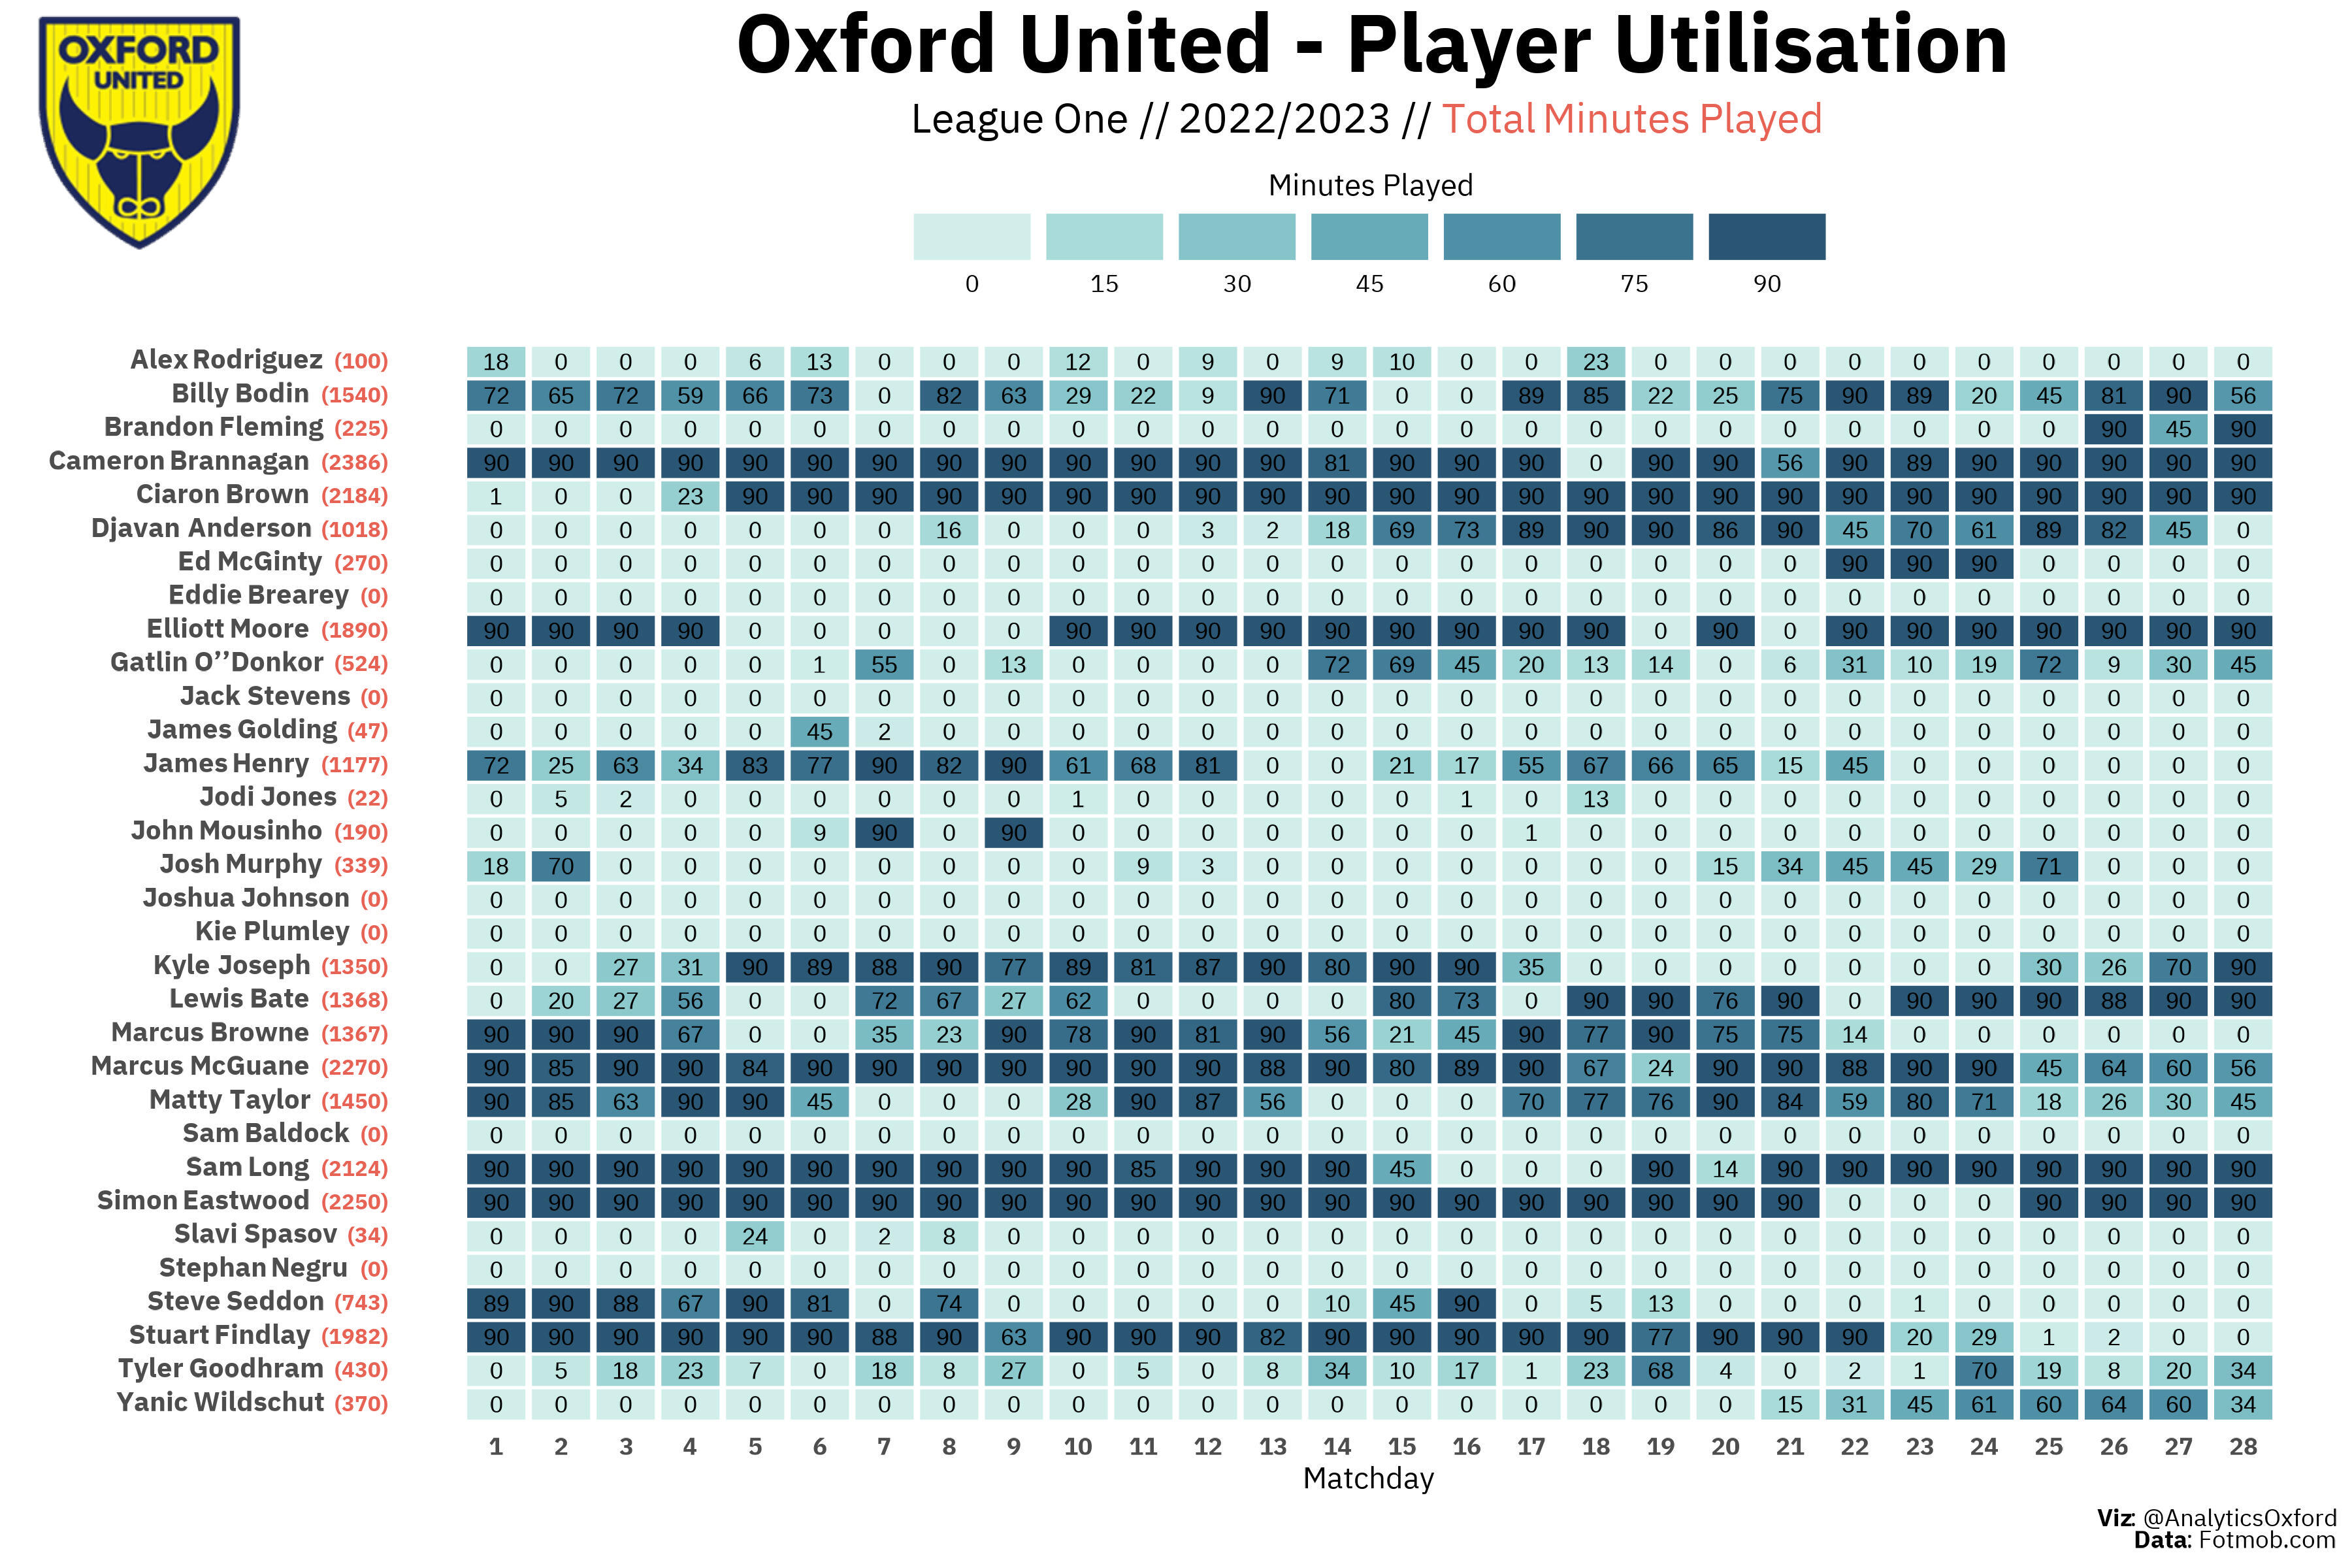 OXFORD
UNITED
Oxford United - Player Utilisation
League One // 2022/2023 // Total Minutes Played
Minutes Played
0 15 30 45 60 75 90
Alex Rodriguez (100) 18 0 0 0 6 13 0 0 0 12 0 9 0 9 10 0 0 23 0 0 0 0 0 0 0 0 0 0
Billy Bodin (1540) 72 65 72 59 66 73 0 82 63 29 22 9 90 71 0 0 89 85 22 25 75 90 89 20 45 81 90 56
Brandon Fleming (225) 0 0 0 0 0 0 0 0 0 0 0 0 0 0 0 0 0 0 0 0 0 0 0 0 0 90 45 90
Cameron Brannagan (2386) 90 90 90 90 90 90 90 90 90 90 90 90 90 81 90 90 90 0 90 90 56 90 89 90 90 90 90 90
Ciaron Brown (2184) 1 0 0 23 90 90 90 90 90 90 90 90 90 90 90 90 90 90 90 90 90 90 90 90 90 90 90 90
Djavan Anderson (1018) 0 0 0 0 0 0 0 16 0 0 0 3 2 18 69 73 89 90 90 86 90 45 70 61 89 82 45 0
Ed McGinty (270) 0 0 0 0 0 0 0 0 0 0 0 0 0 0 0 0 0 0 0 0 0 90 90 90 0 0 0 0
Eddie Brearey (0) 0 0 0 0 0 0 0 0 0 0 0 0 0 0 0 0 0 0 0 0 0 0 0 0 0 0 0 0
Elliott Moore (1890) 90 90 90 90 0 0 0 0 0 90 90 90 90 90 90 90 90 90 0 90 0 90 90 90 90 90 90 90
Gatlin O’’Donkor (524) 0 0 0 0 0 1 55 0 13 0 0 0 0 72 69 45 20 13 14 0 6 31 10 19 72 9 30 45
Jack Stevens (0) 0 0 0 0 0 0 0 0 0 0 0 0 0 0 0 0 0 0 0 0 0 0 0 0 0 0 0 0
James Golding (47) 0 0 0 0 0 45 2 0 0 0 0 0 0 0 0 0 0 0 0 0 0 0 0 0 0 0 0 0
James Henry (1177) 72 25 63 34 83 77 90 82 90 61 68 81 0 0 21 17 55 67 66 65 15 45 0 0 0 0 0 0
Jodi Jones (22) 0 5 2 0 0 0 0 0 0 1 0 0 0 0 0 1 0 13 0 0 0 0 0 0 0 0 0 0
John Mousinho (190) 0 0 0 0 0 9 90 0 90 0 0 0 0 0 0 0 1 0 0 0 0 0 0 0 0 0 0 0
Josh Murphy (339) 18 70 0 0 0 0 0 0 0 0 9 3 0 0 0 0 0 0 0 15 34 45 45 29 71 0 0 0
Joshua Johnson (0) 0 0 0 0 0 0 0 0 0 0 0 0 0 0 0 0 0 0 0 0 0 0 0 0 0 0 0 0
Kie Plumley (0) 0 0 0 0 0 0 0 0 0 0 0 0 0 0 0 0 0 0 0 0 0 0 0 0 0 0 0 0
Kyle Joseph (1350) 0 0 27 31 90 89 88 90 77 89 81 87 90 80 90 90 35 0 0 0 0 0 0 0 30 26 70 90
Lewis Bate (1368) 0 20 27 56 0 0 72 67 27 62 0 0 0 0 80 73 0 90 90 76 90 0 90 90 90 88 90 90
Marcus Browne (1367) 90 90 90 67 0 0 35 23 90 78 90 81 90 56 21 45 90 77 90 75 75 14 0 0 0 0 0 0
Marcus McGuane (2270) 90 85 90 90 84 90 90 90 90 90 90 90 88 90 80 89 90 67 24 90 90 88 90 90 45 64 60 56
Matty Taylor (1450) 90 85 63 90 90 45 0 0 0 28 90 87 56 0 0 0 70 77 76 90 84 59 80 71 18 26 30 45
Sam Baldock (0) 0 0 0 0 0 0 0 0 0 0 0 0 0 0 0 0 0 0 0 0 0 0 0 0 0 0 0 0
Sam Long (2124) 90 90 90 90 90 90 90 90 90 90 85 90 90 90 45 0 0 0 90 14 90 90 90 90 90 90 90 90
Simon Eastwood (2250) 90 90 90 90 90 90 90 90 90 90 90 90 90 90 90 90 90 90 90 90 90 0 0 0 90 90 90 90
Slavi Spasov (34) 0 0 0 0 24 0 2 8 0 0 0 0 0 0 0 0 0 0 0 0 0 0 0 0 0 0 0 0
Stephan Negru (0) 0 0 0 0 0 0 0 0 0 0 0 0 0 0 0 0 0 0 0 0 0 0 0 0 0 0 0 0
Steve Seddon (743) 89 90 88 67 90 81 0 74 0 0 0 0 0 10 45 90 0 5 13 0 0 0 1 0 0 0 0 0
Stuart Findlay (1982) 90 90 90 90 90 90 88 90 63 90 90 90 82 90 90 90 90 90 77 90 90 90 20 29 1 2 0 0
Tyler Goodhram (430) 0 5 18 23 7 0 18 8 27 0 5 0 8 34 10 17 1 23 68 4 0 2 1 70 19 8 20 34
Yanic Wildschut (370) 0 0 0 0 0 0 0 0 0 0 0 0 0 0 0 0 0 0 0 0 15 31 45 61 60 64 60 34
1 2 3 4 5 6 7 8 9 10 11 12 13 14 15 16 17 18 19 20 21 22 23 24 25 26 27 28
Matchday
Viz: @AnalyticsOxford
Data: Fotmob.com